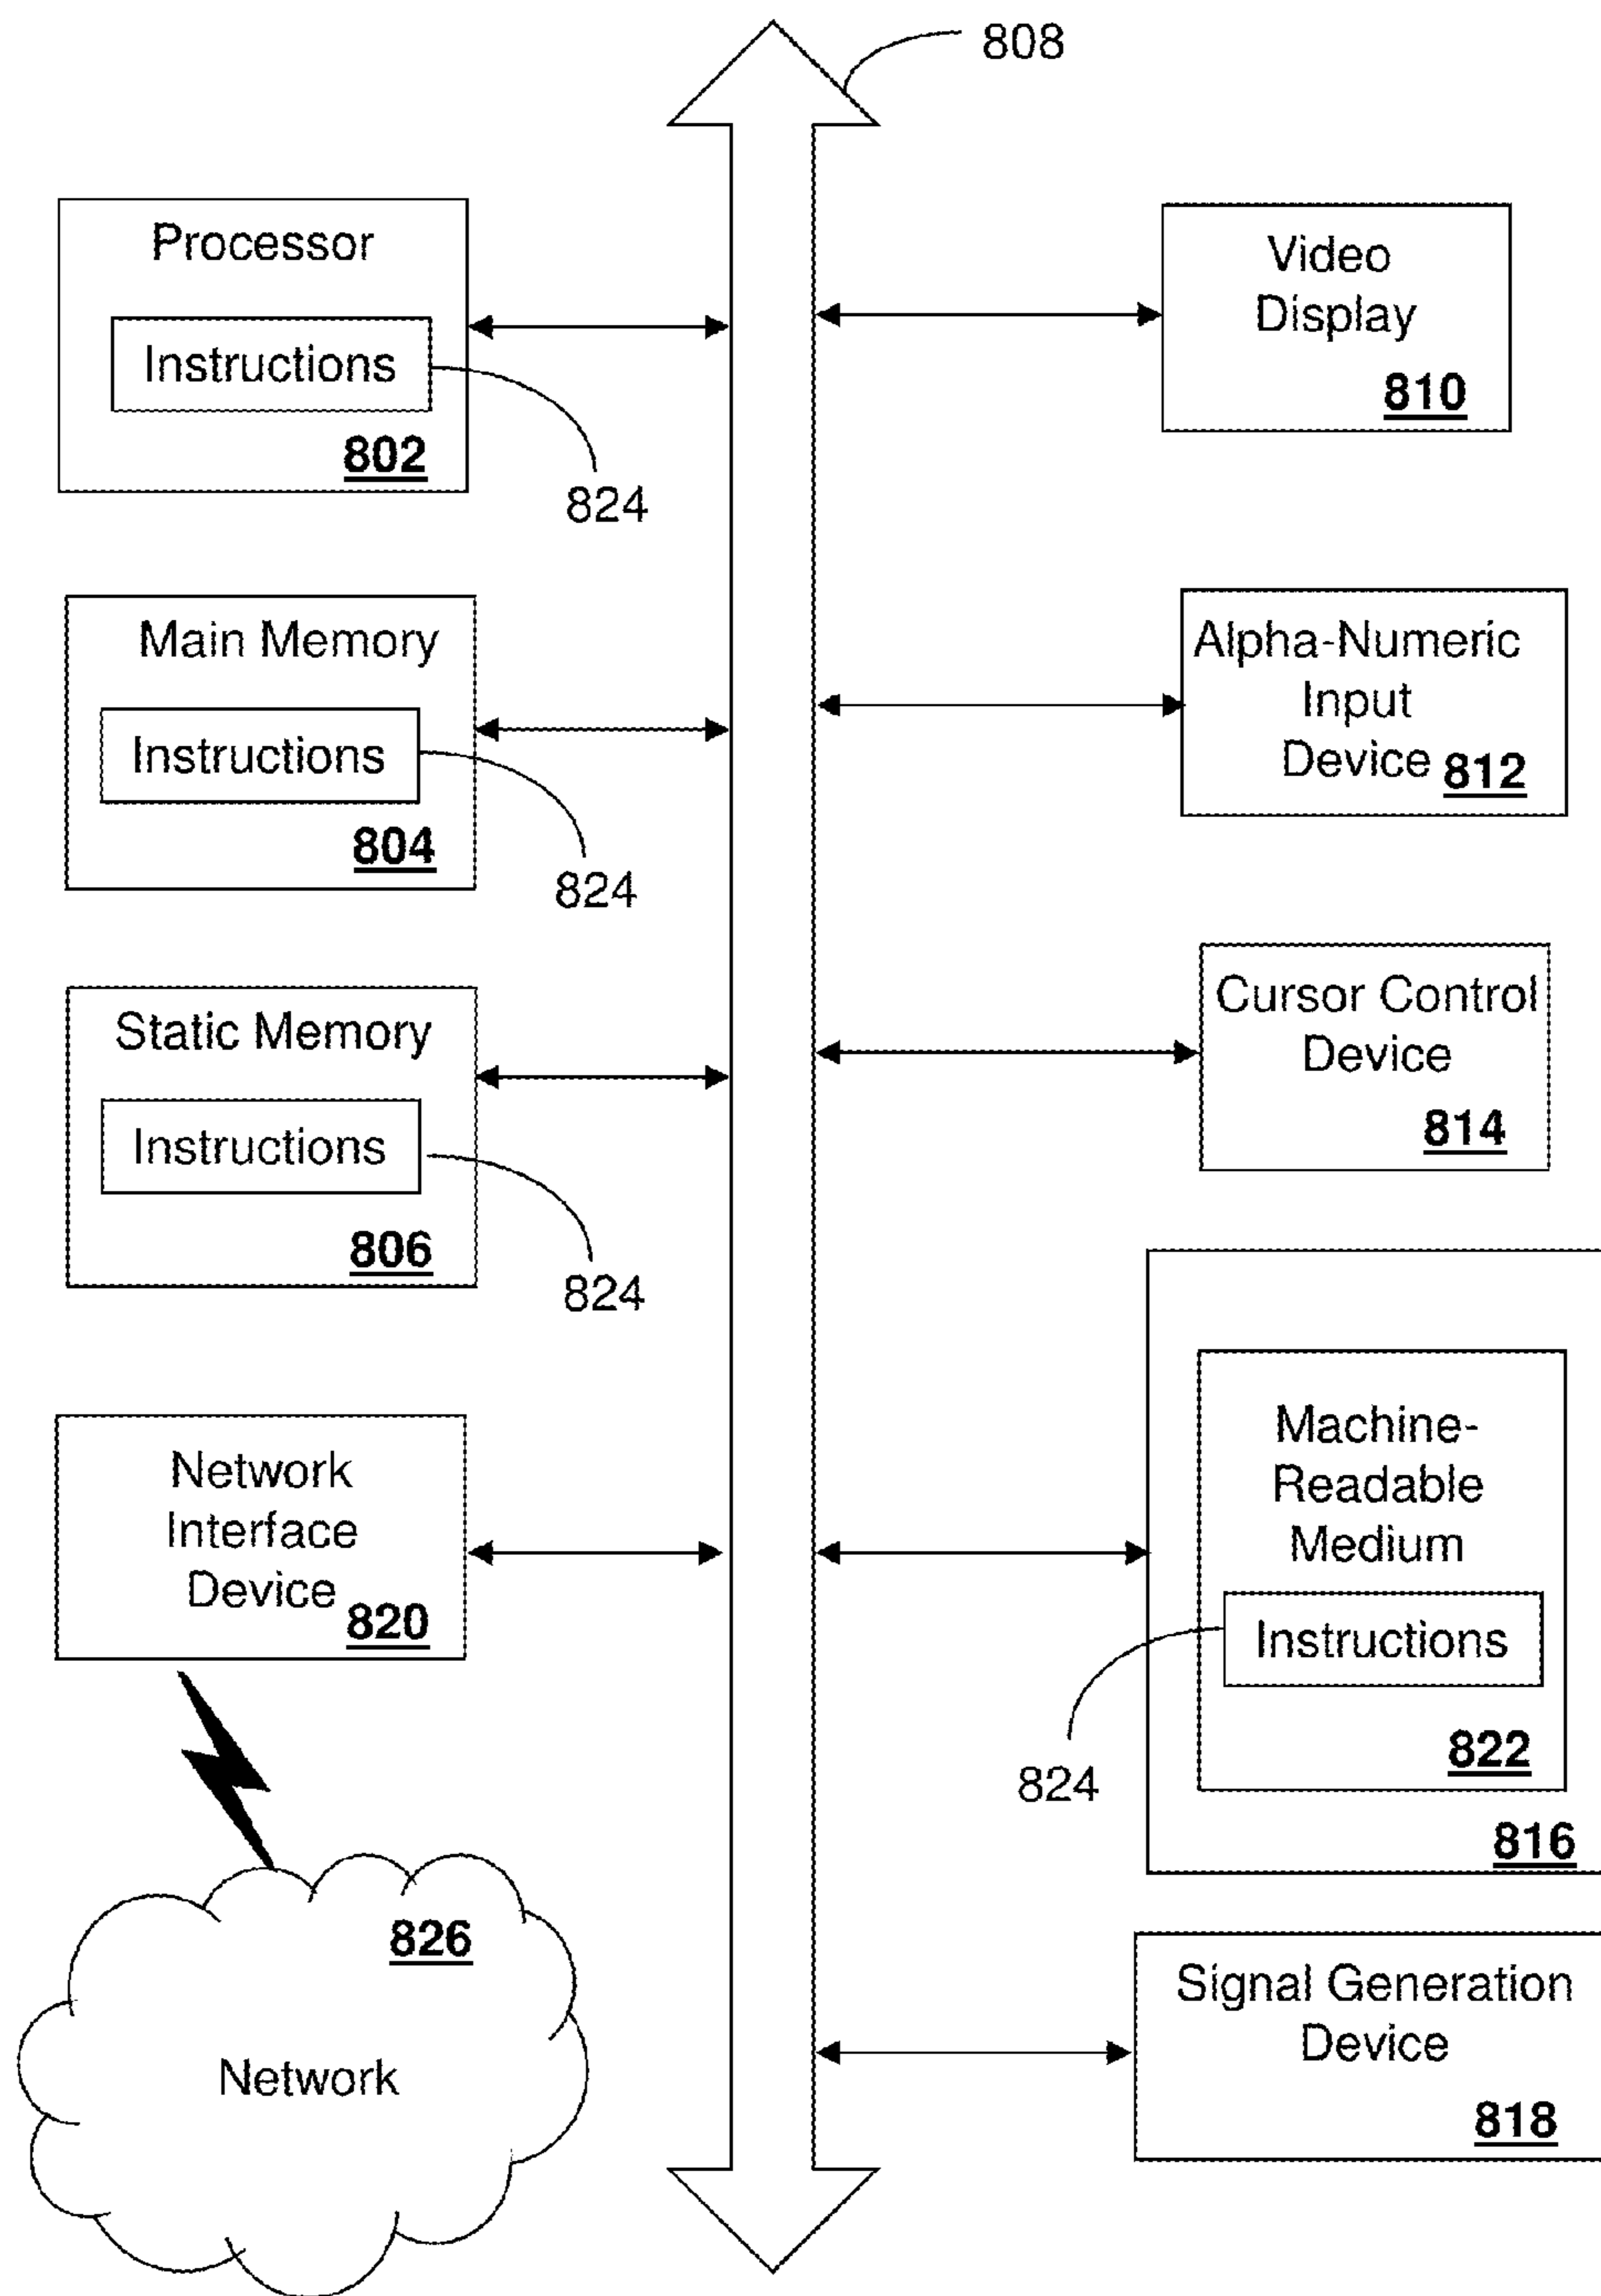 808
Processor
Instructions
802
824
Main Memory
Instructions
804
824
Static Memory
Instructions
806
824
Network
Interface
Device
820
826
Network
Video
Display
810
Alpha-Numeric
Input
Device
812
Cursor Control
Device
814
Machine-
Readable
Medium
Instructions
822
824
816
Signal Generation
Device
818